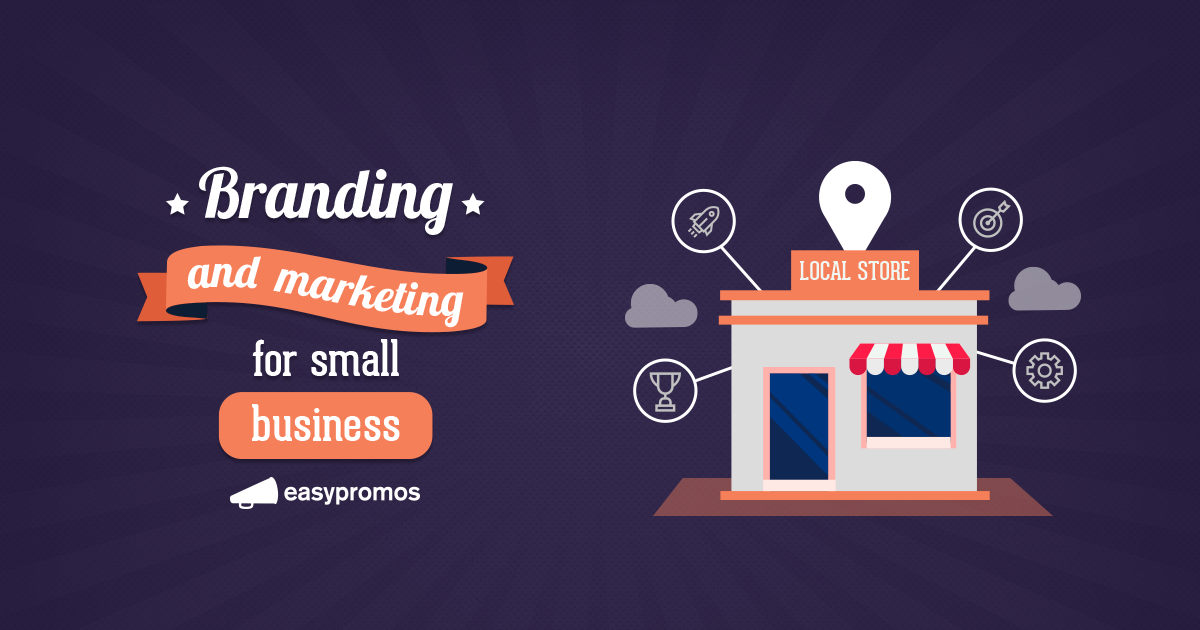 Branding
and marketing
for small
business
easypromos
LOCAL STORE